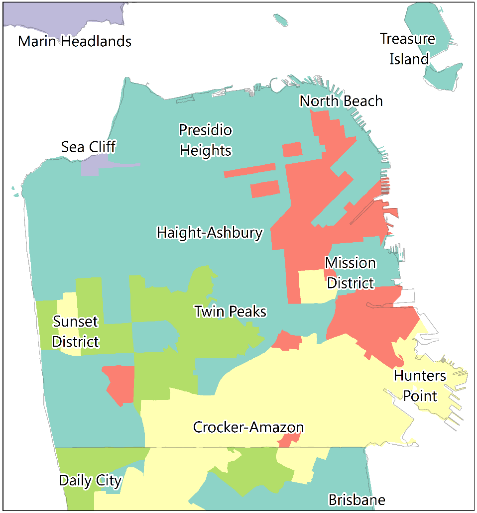 Marin Headlands
Treasure
Island
North Beach
Presidio
Heights
Sea Cliff
Haight-Ashbury
Mission
District
Twin Peaks
Sunset
District
Hunters
Point
Crocker-Amazon
Daily City
Brisbane